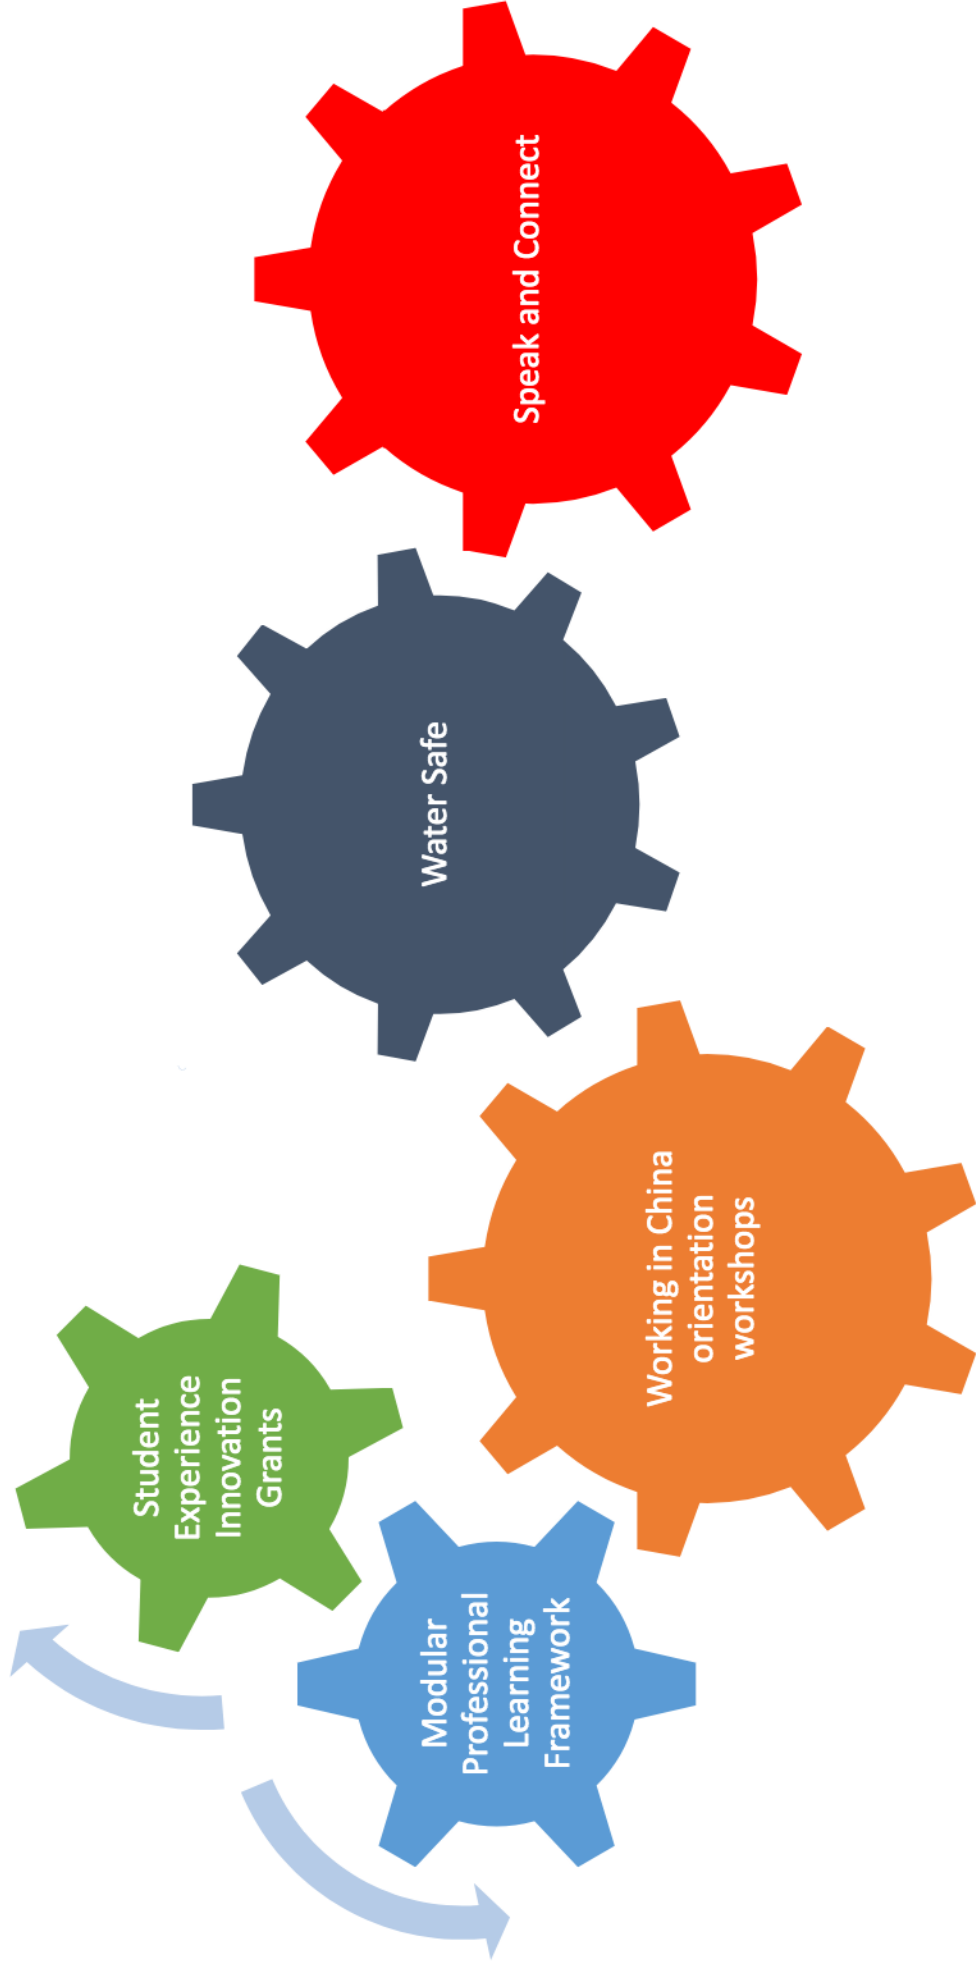 Student
Experience
Innovation
Grants
Modular
Professional
Learning
Framework
Working in China
orientation
workshops
Water Safe
Speak and Connect